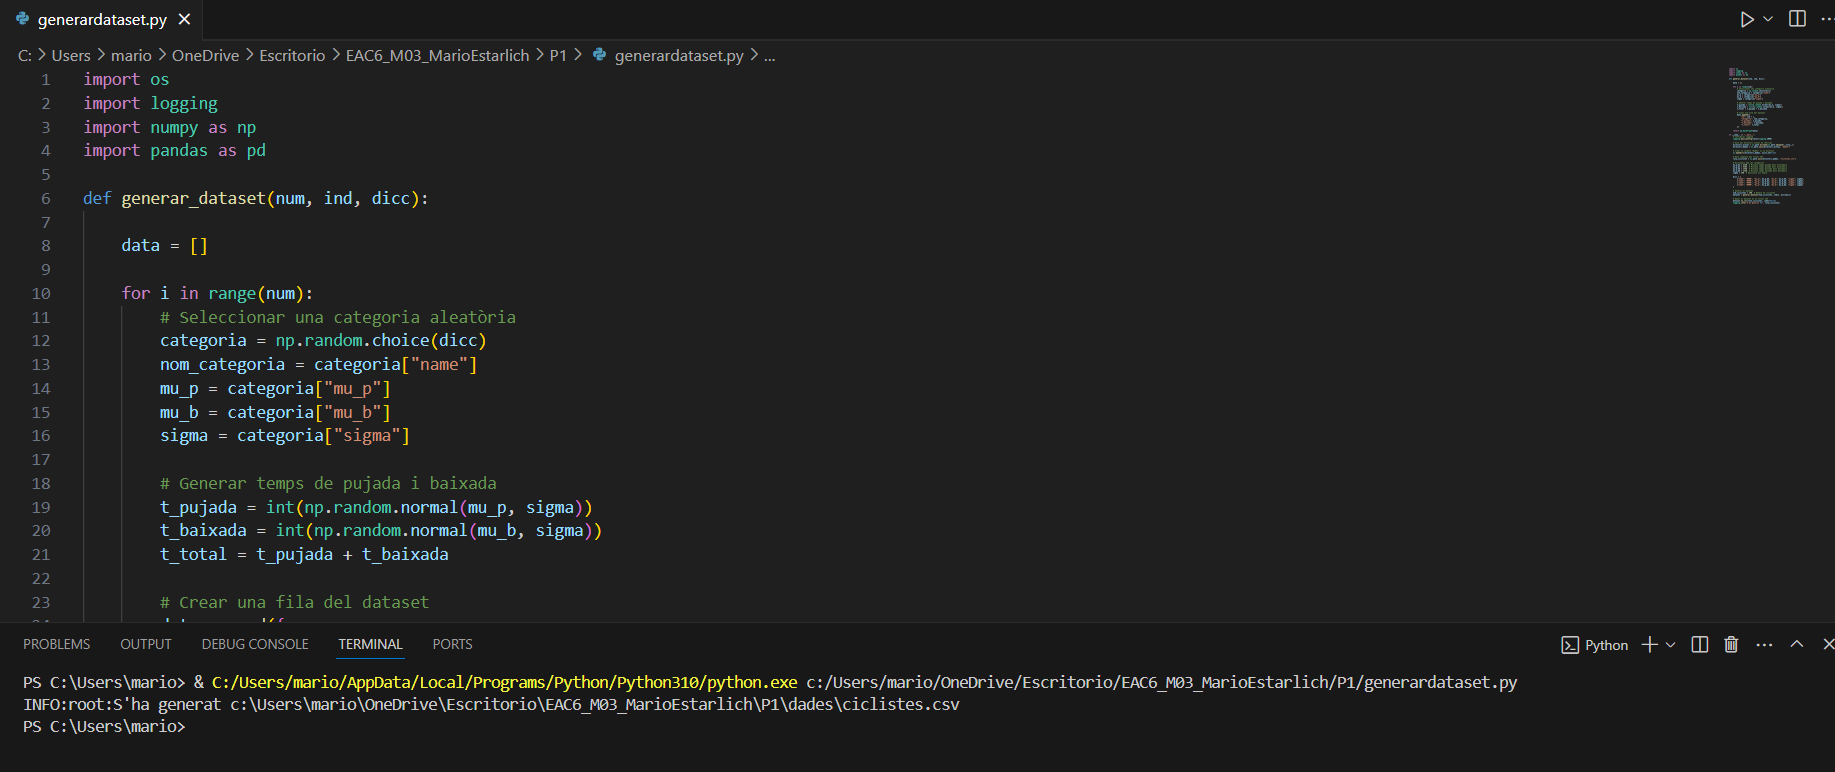 generardataset.py
C: > Users > mario > OneDrive > Escritorio > EAC6_M03_MarioEstarlich > P1 > generardataset.py > ...
1 import os
2 import logging
3 import numpy as np
4 import pandas as pd
5
6 def generar_dataset(num, ind, dicc):
7
8 data = []
9
10 for i in range(num):
11 # Seleccionar una categoria aleatòria
12 categoria = np.random.choice(dicc)
13 nom_categoria = categoria["name"]
14 mu_p = categoria["mu_p"]
15 mu_b = categoria["mu_b"]
16 sigma = categoria["sigma"]
17
18 # Generar temps de pujada i baixada
19 t_pujada = int(np.random.normal(mu_p, sigma))
20 t_baixada = int(np.random.normal(mu_b, sigma))
21 t_total = t_pujada + t_baixada
22
23 # Crear una fila del dataset
PROBLEMS OUTPUT DEBUG CONSOLE TERMINAL PORTS Python
PS C:\Users\mario> & C:/Users/mario/AppData/Local/Programs/Python/Python310/python.exe c:/Users/mario/OneDrive/Escritorio/EAC6_M03_MarioEstarlich/P1/generardataset.py
INFO:root:S'ha generat c:\Users\mario\OneDrive\Escritorio\EAC6_M03_MarioEstarlich\P1\dades\ciclistes.csv
PS C:\Users\mario>